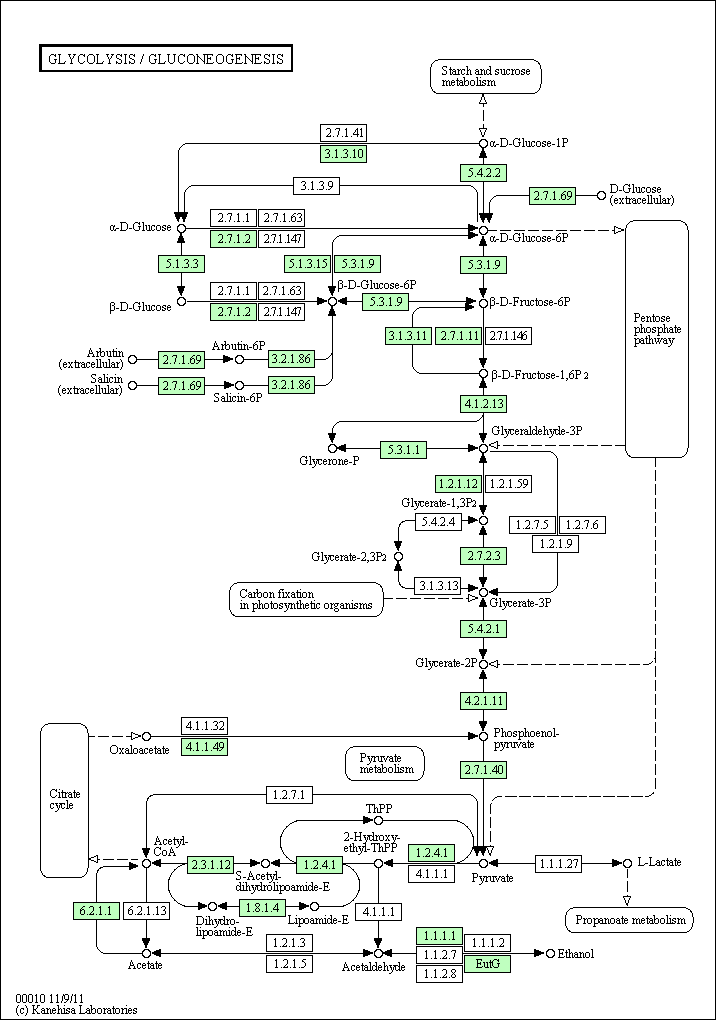 GLYCOLYSIS / GLUCONEOGENESIS
Starch and sucrose
metabolism
2.7.1.41
3.1.3.10
α-D-Glucose-1P
5.4.2.2
3.1.3.9
2.7.1.69
D-Glucose
(extracellular)
α-D-Glucose
2.7.1.1
2.7.1.63
2.7.1.2
2.7.1.147
α-D-Glucose-6P
5.1.3.3
5.1.3.15
5.3.1.9
5.3.1.9
β-D-Glucose-6P
β-D-Glucose
2.7.1.1
2.7.1.63
2.7.1.2
2.7.1.147
5.3.1.9
β-D-Fructose-6P
Pentose
phosphate
pathway
3.1.3.11
2.7.1.11
2.7.1.146
Arbutin
(extracellular)
2.7.1.69
Arbutin-6P
3.2.1.86
β-D-Fructose-1,6P2
Salicin
(extracellular)
2.7.1.69
Salicin-6P
3.2.1.86
4.1.2.13
Glyceraldehyde-3P
Glycerone-P
5.3.1.1
1.2.1.12
1.2.1.59
Glycerate-1,3P2
5.4.2.4
1.2.7.5
1.2.7.6
1.2.1.9
Glycerate-2,3P2
2.7.2.3
3.1.3.13
Carbon fixation
in photosynthetic organisms
Glycerate-3P
5.4.2.1
Glycerate-2P
4.2.1.11
4.1.1.32
Oxaloacetate
4.1.1.49
Phosphoenol-
pyruvate
Pyruvate
metabolism
2.7.1.40
Citrate
cycle
1.2.7.1
ThPP
Acetyl-
CoA
2-Hydroxy-
ethyl-ThPP
2.3.1.12
S-Acetyl-
dihydrolipoamide-E
1.2.4.1
1.2.4.1
4.1.1.1
Pyruvate
1.1.1.27
L-Lactate
6.2.1.1
6.2.1.13
Dihydro-
lipoamide-E
1.8.1.4
Lipoamide-E
4.1.1.1
Propanoate metabolism
Acetate
1.2.1.3
1.2.1.5
Acetaldehyde
1.1.1.1
1.1.1.2
1.1.2.7
EutG
1.1.2.8
Ethanol
00010 11/9/11
(c) Kanehisa Laboratories